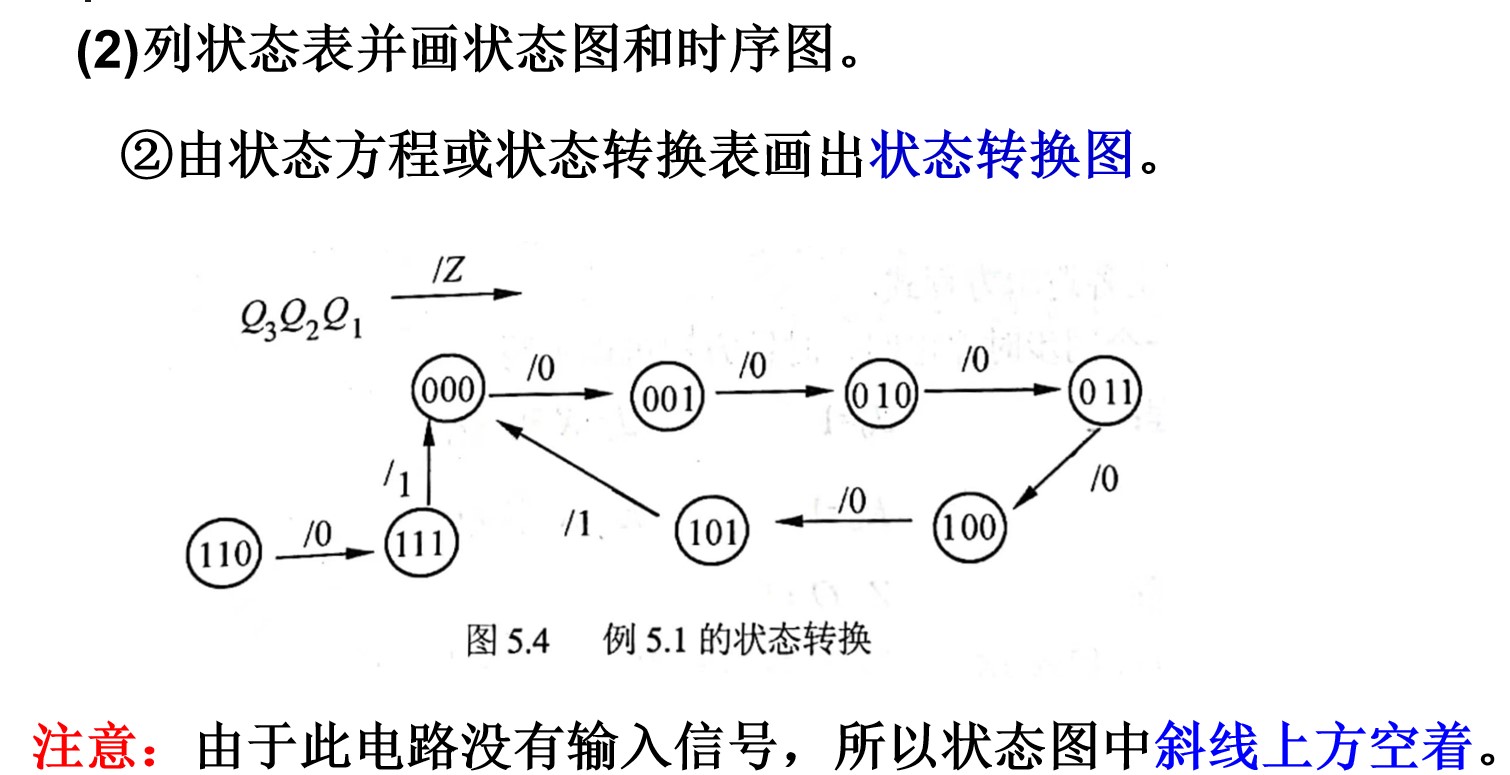 (2)列状态表并画状态图和时序图。
②由状态方程或状态转换表画出状态转换图。
/Z
Q₃Q₂Q₁
/0 /0 /0
000 001 010 011
/1 /1 /0 /0
110 /0 111 101 100
图 5.4 例 5.1 的状态转换
注意：由于此电路没有输入信号，所以状态图中斜线上方空着。